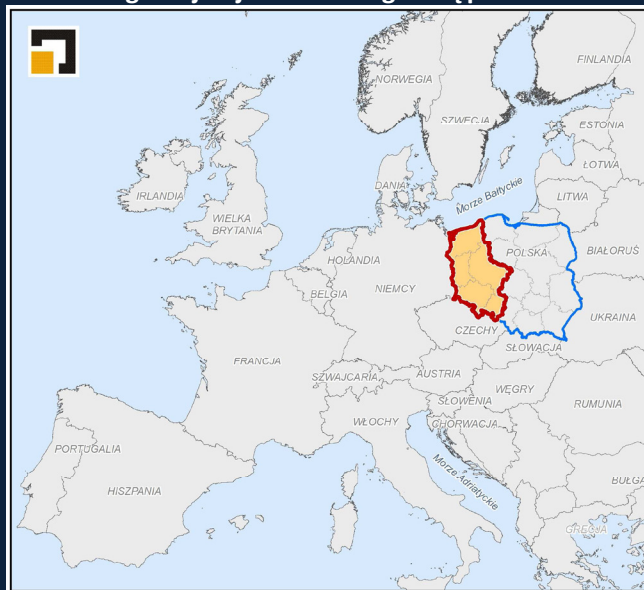 FINLANDIA
NORWEGIA
SZWECJA
ESTONIA
ŁOTWA
DANIA
Morze Bałtyckie
LITWA
IRLANDIA
WIELKA
BRYTANIA
POLSKA
BIAŁORUŚ
HOLANDIA
NIEMCY
BELGIA
UKRAINA
CZECHY
SŁOWACJA
FRANCJA
SZWAJCARIA
AUSTRIA
WĘGRY
SŁOWENIA
RUMUNIA
WŁOCHY
CHORWACJA
PORTUGALIA
Morze Adriatyckie
HISZPANIA
BUŁGA
GRECJA